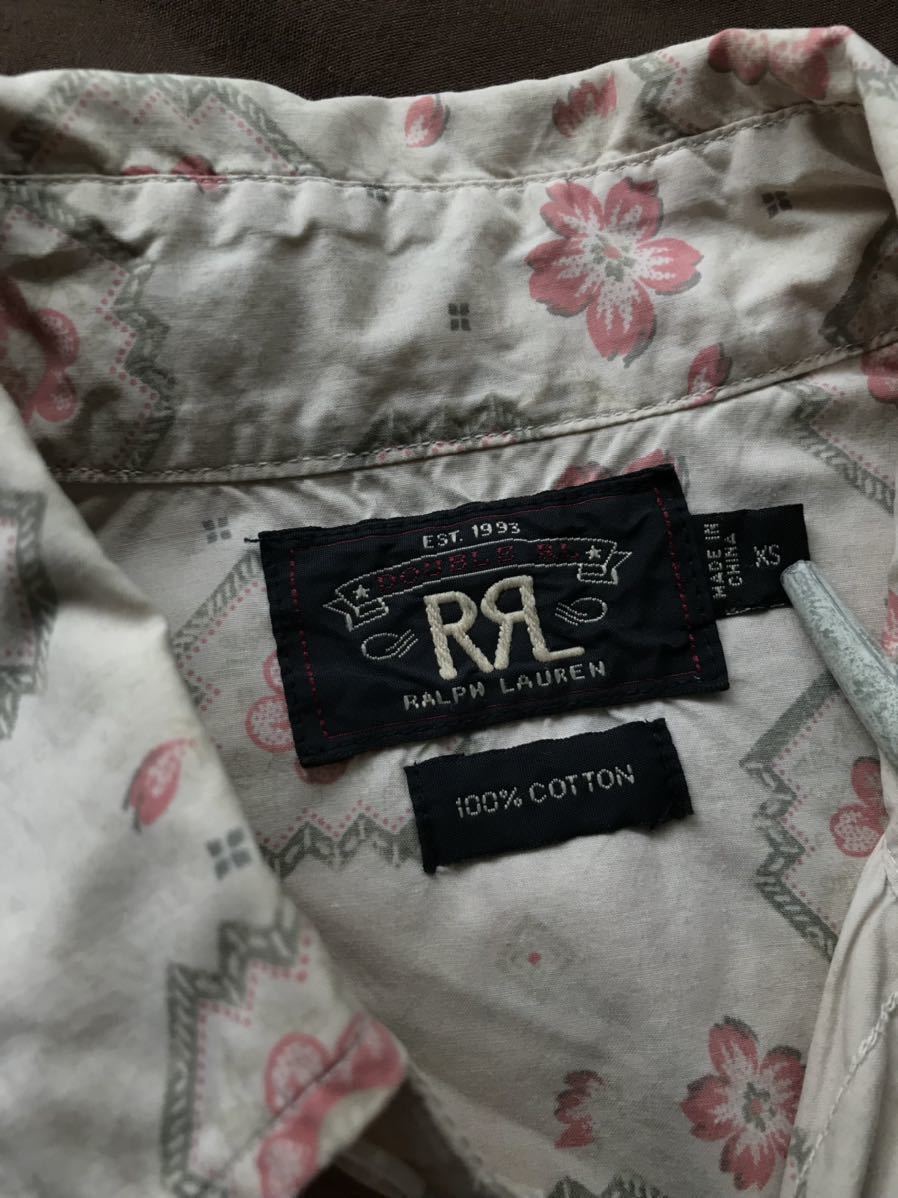 EST. 1993
DOUBLE RL
RRL
RALPH LAUREN
MADE IN
CHINA
XS
100% COTTON